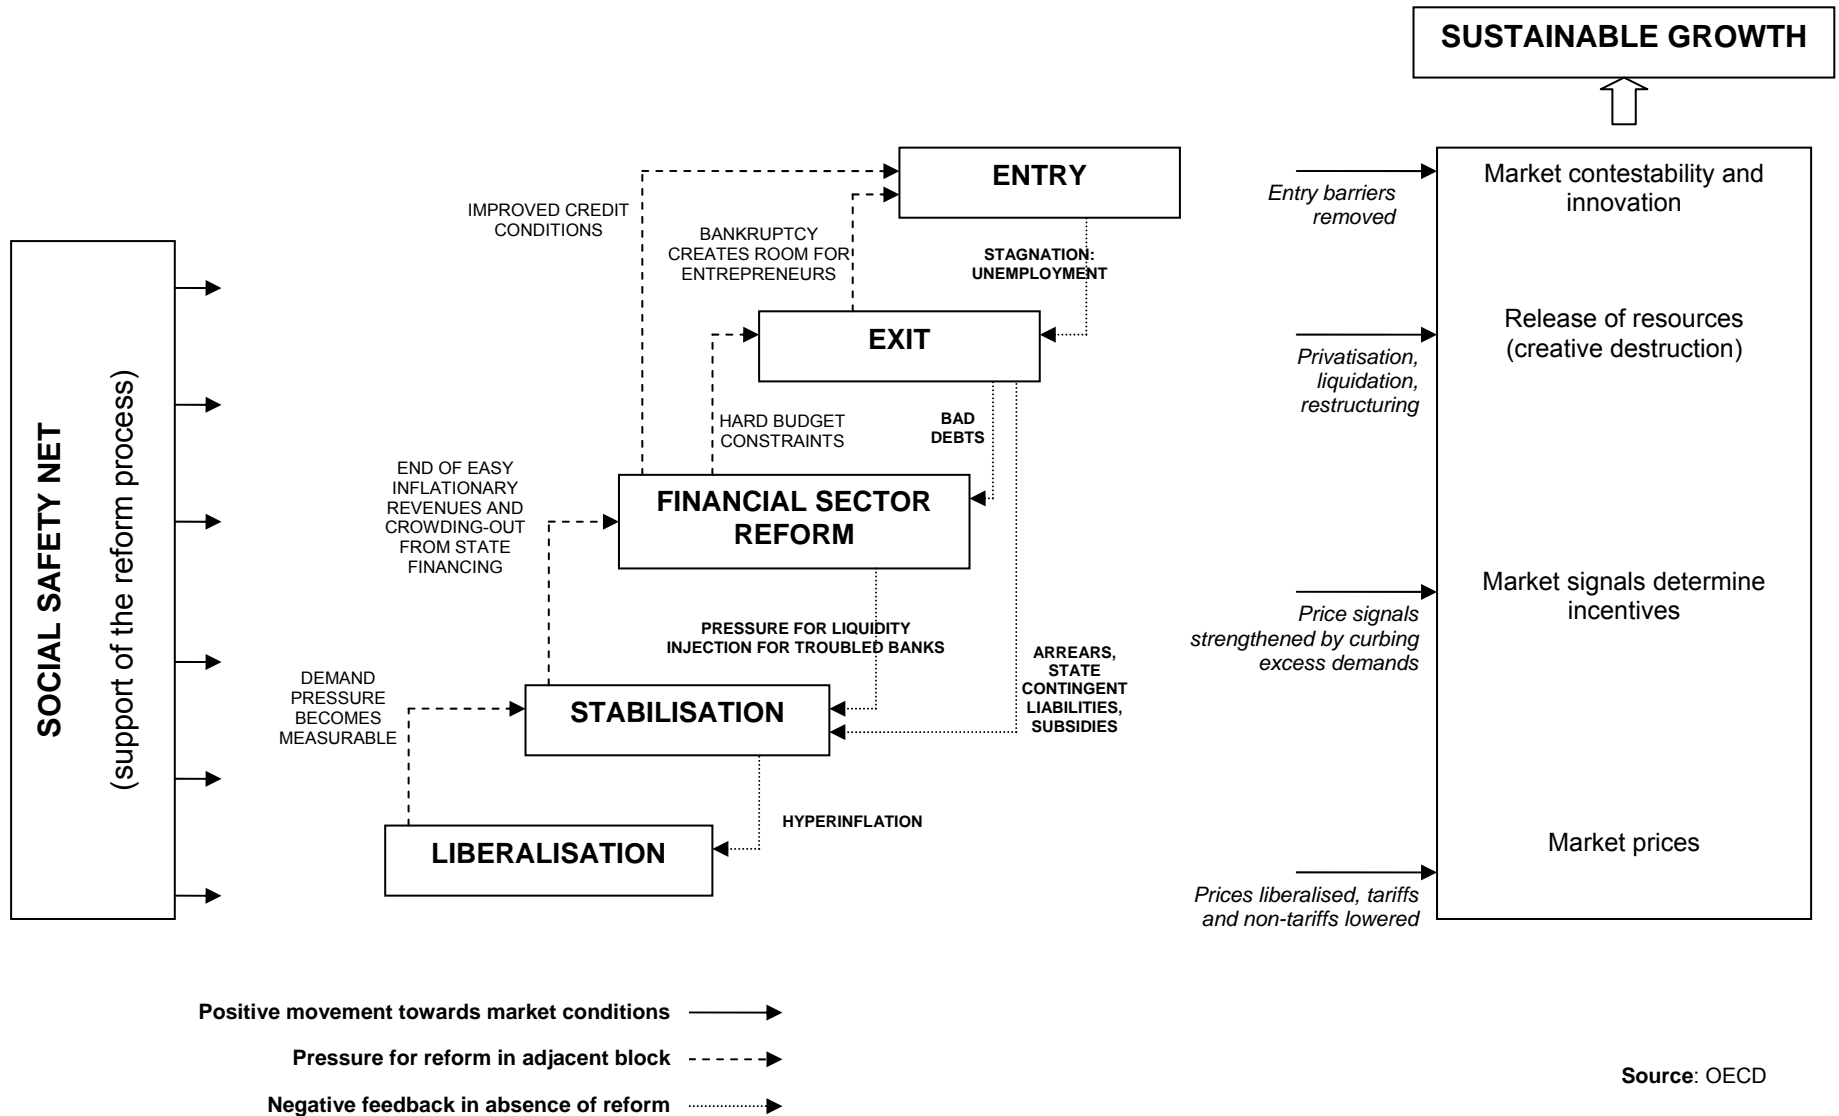 SUSTAINABLE GROWTH
ENTRY
Market contestability and
innovation
Entry barriers
removed
IMPROVED CREDIT
CONDITIONS
BANKRUPTCY
CREATES ROOM FOR
ENTREPRENEURS
STAGNATION:
UNEMPLOYMENT
EXIT
Release of resources
(creative destruction)
Privatisation,
liquidation,
restructuring
SOCIAL SAFETY NET
(support of the reform process)
HARD BUDGET
CONSTRAINTS
BAD
DEBTS
END OF EASY
INFLATIONARY
REVENUES AND
CROWDING-OUT
FROM STATE
FINANCING
FINANCIAL SECTOR
REFORM
Market signals determine
incentives
Price signals
strengthened by curbing
excess demands
PRESSURE FOR LIQUIDITY
INJECTION FOR TROUBLED BANKS
ARREARS,
STATE
CONTINGENT
LIABILITIES,
SUBSIDIES
DEMAND
PRESSURE
BECOMES
MEASURABLE
STABILISATION
HYPERINFLATION
LIBERALISATION
Market prices
Prices liberalised, tariffs
and non-tariffs lowered
Positive movement towards market conditions
Pressure for reform in adjacent block
Negative feedback in absence of reform
Source: OECD